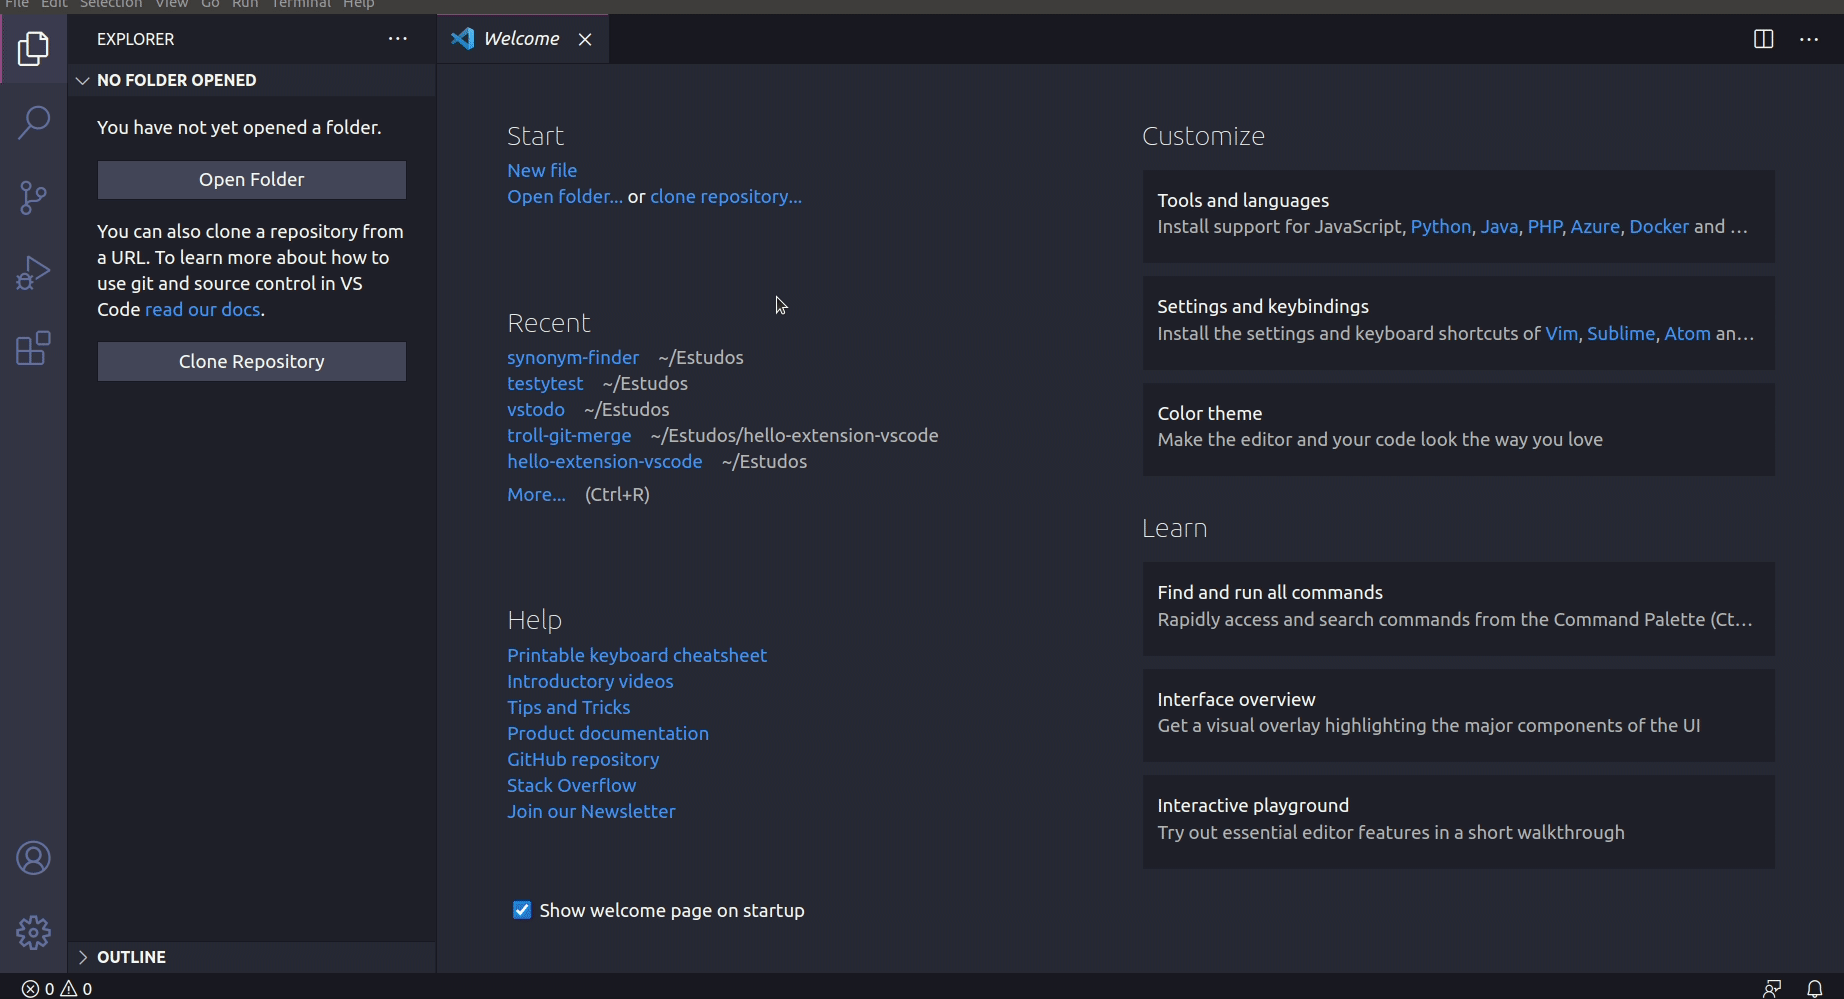 File Edit Selection View Go Run Terminal Help
EXPLORER
NO FOLDER OPENED
You have not yet opened a folder.
Open Folder
You can also clone a repository from
a URL. To learn more about how to
use git and source control in VS
Code read our docs.
Clone Repository
OUTLINE
Welcome
Start
New file
Open folder... or clone repository...
Recent
synonym-finder ~/Estudos
testytest ~/Estudos
vstodo ~/Estudos
troll-git-merge ~/Estudos/hello-extension-vscode
hello-extension-vscode ~/Estudos
More... (Ctrl+R)
Help
Printable keyboard cheatsheet
Introductory videos
Tips and Tricks
Product documentation
GitHub repository
Stack Overflow
Join our Newsletter
Show welcome page on startup
Customize
Tools and languages
Install support for JavaScript, Python, Java, PHP, Azure, Docker and ...
Settings and keybindings
Install the settings and keyboard shortcuts of Vim, Sublime, Atom an...
Color theme
Make the editor and your code look the way you love
Learn
Find and run all commands
Rapidly access and search commands from the Command Palette (Ct...
Interface overview
Get a visual overlay highlighting the major components of the UI
Interactive playground
Try out essential editor features in a short walkthrough
0 0